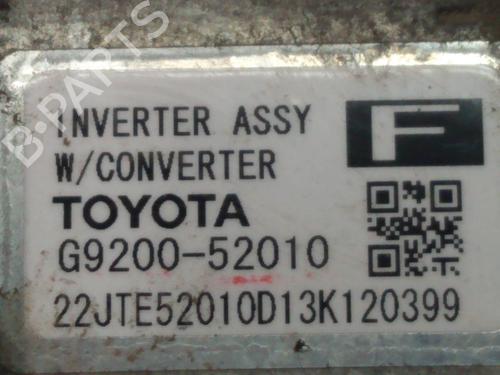 B-PARTS
INVERTER ASSY
F
W/CONVERTER
TOYOTA
G9200-52010
22JTE52010D13K120399